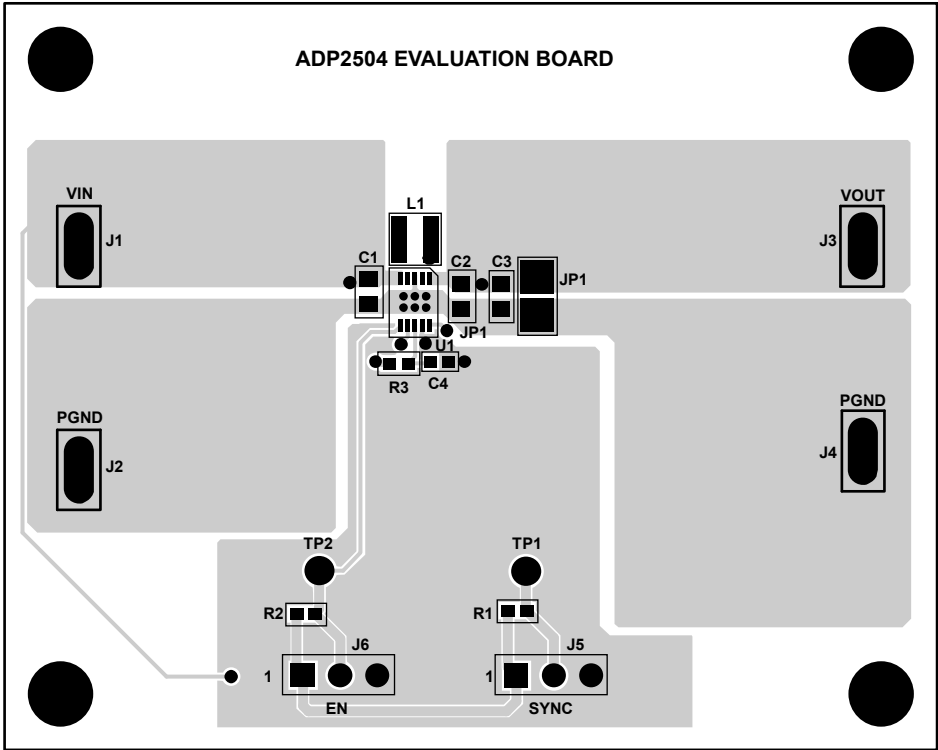 ADP2504 EVALUATION BOARD
VIN
J1
L1
VOUT
J3
C1
C2
C3
JP1
JP1
U1
R3
C4
PGND
J2
PGND
J4
TP2
TP1
R2
R1
J6
J5
1
1
EN
SYNC